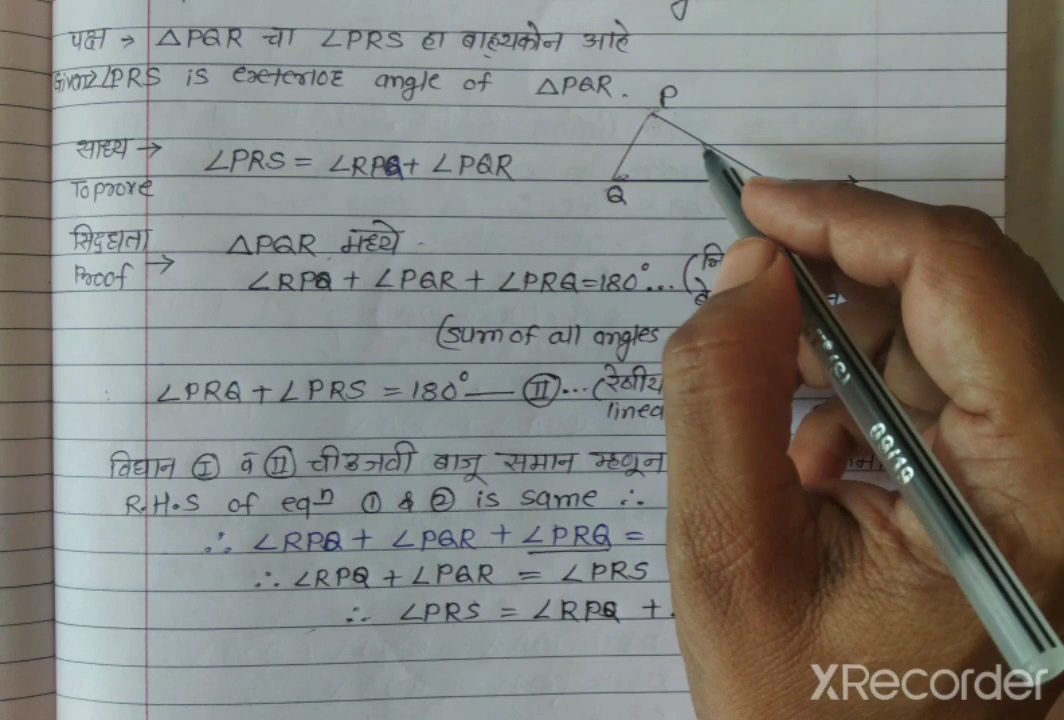 पक्ष → △PQR चा ∠PRS हा बाह्यकोन आहे
Given→∠PRS is exterior angle of △PQR.
P
साध्य →
∠PRS = ∠RPQ + ∠PQR
To prove
Q
सिद्धता
△PQR मध्ये.
Proof →
∠RPQ + ∠PQR + ∠PRQ = 180° ... (
(sum of all angles
∠PRQ + ∠PRS = 180° — II ... (रेषीय
विधान I व II ची उजवी बाजू समान म्हणून
R.H.S of eqn 1 & 2 is same ∴
∴ ∠RPQ + ∠PQR + ∠PRQ =
∴ ∠RPQ + ∠PQR = ∠PRS
∴ ∠PRS = ∠RPQ +
XRecorder